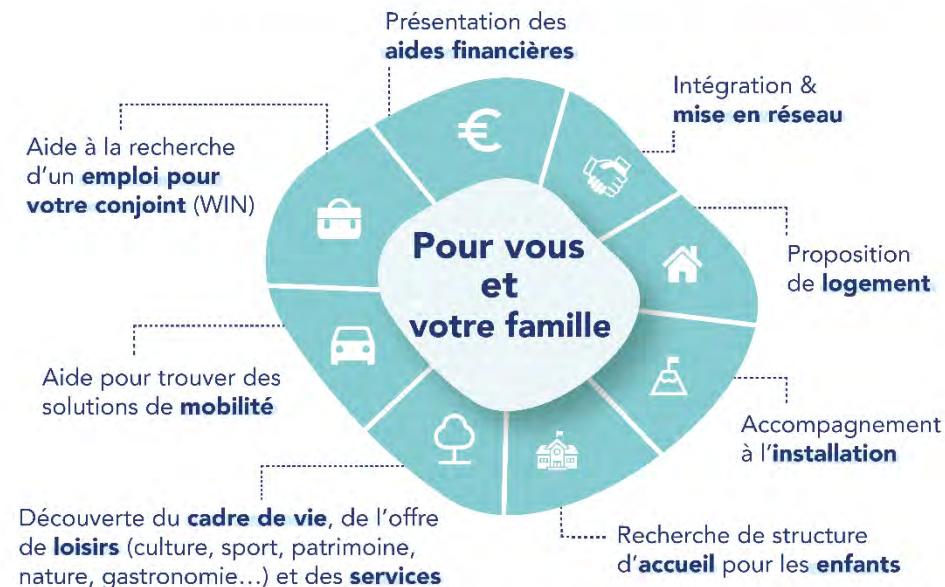 Présentation des
aides financières
Intégration &
mise en réseau
Aide à la recherche
d'un emploi pour
votre conjoint (WIN)
€
Pour vous
et
votre famille
Proposition
de logement
Aide pour trouver des
solutions de mobilité
Accompagnement
à l'installation
Découverte du cadre de vie, de l'offre
de loisirs (culture, sport, patrimoine,
nature, gastronomie...) et des services
Recherche de structure
d'accueil pour les enfants